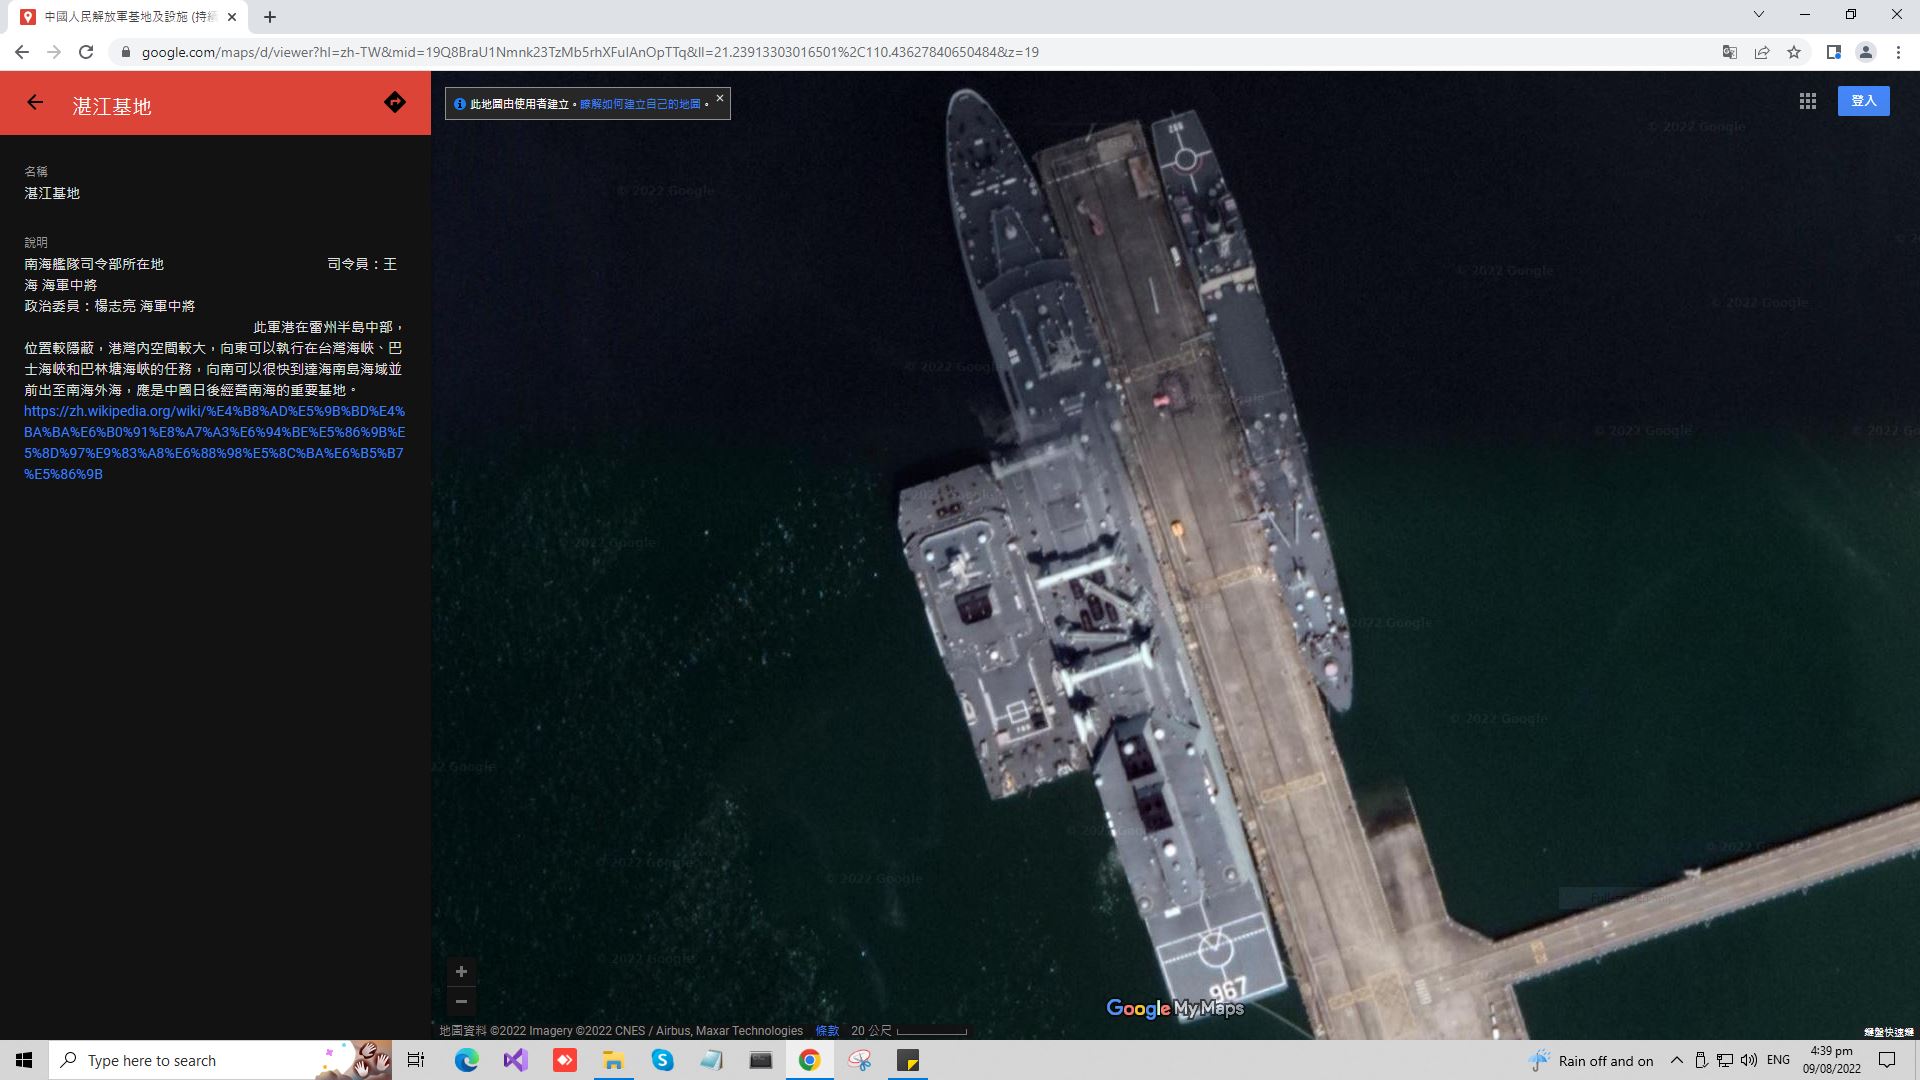 中國人民解放軍基地及設施 (持續
google.com/maps/d/viewer?hl=zh-TW&mid=19Q8BraU1Nmnk23TzMb5rhXFulAnOpTTq&ll=21.23913303016501%2C110.43627840650484&z=19
湛江基地
此地圖由使用者建立。瞭解如何建立自己的地圖。
登入
名稱
湛江基地
說明
南海艦隊司令部所在地 司令員：王
海 海軍中將
政治委員：楊志亮 海軍中將
此軍港在雷州半島中部，
位置較隱蔽，港灣內空間較大，向東可以執行在台灣海峽、巴
士海峽和巴林塘海峽的任務，向南可以很快到達海南島海域並
前出至南海外海，應是中國日後經營南海的重要基地。
https://zh.wikipedia.org/wiki/%E4%B8%AD%E5%9B%BD%E4%
BA%BA%E6%B0%91%E8%A7%A3%E6%94%BE%E5%86%9B%E
5%8D%97%E9%83%A8%E6%88%98%E5%8C%BA%E6%B5%B7
%E5%86%9B
© 2022 Google
992
967
Google My Maps
地圖資料 ©2022 Imagery ©2022 CNES / Airbus, Maxar Technologies 條款 20 公尺
鍵盤快速鍵
Type here to search
Rain off and on
ENG
4:39 pm
09/08/2022